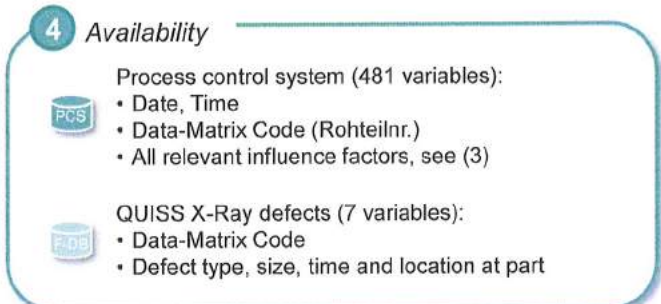 4 Availability
Process control system (481 variables):
PCS
• Date, Time
• Data-Matrix Code (Rohteilnr.)
• All relevant influence factors, see (3)
QUISS X-Ray defects (7 variables):
F-DB
• Data-Matrix Code
• Defect type, size, time and location at part